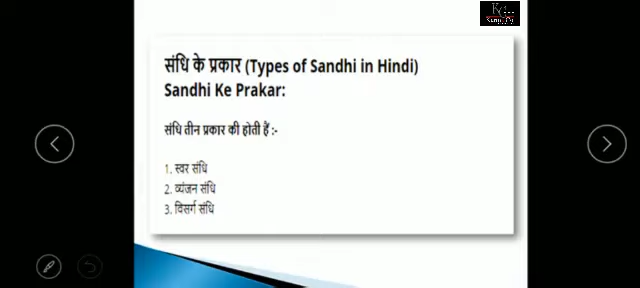 संधि के प्रकार (Types of Sandhi in Hindi)
Sandhi Ke Prakar:
संधि तीन प्रकार की होती हैं :-
1. स्वर संधि
2. व्यंजन संधि
3. विसर्ग संधि